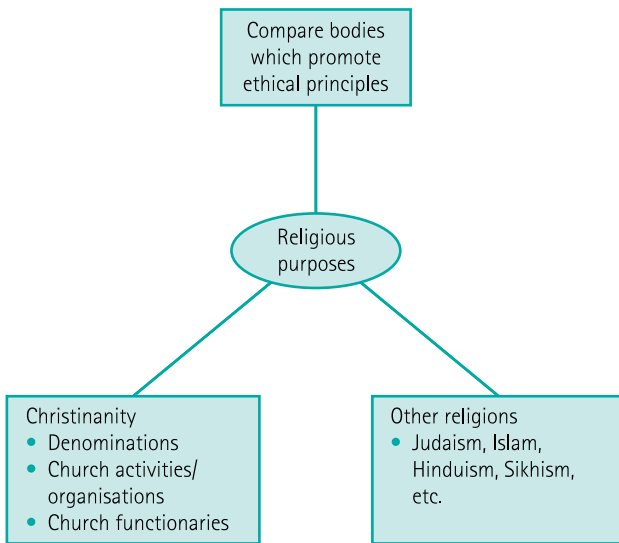 Compare bodies
which promote
ethical principles
Religious
purposes
Christinanity
• Denominations
• Church activities/
organisations
• Church functionaries
Other religions
• Judaism, Islam,
Hinduism, Sikhism,
etc.